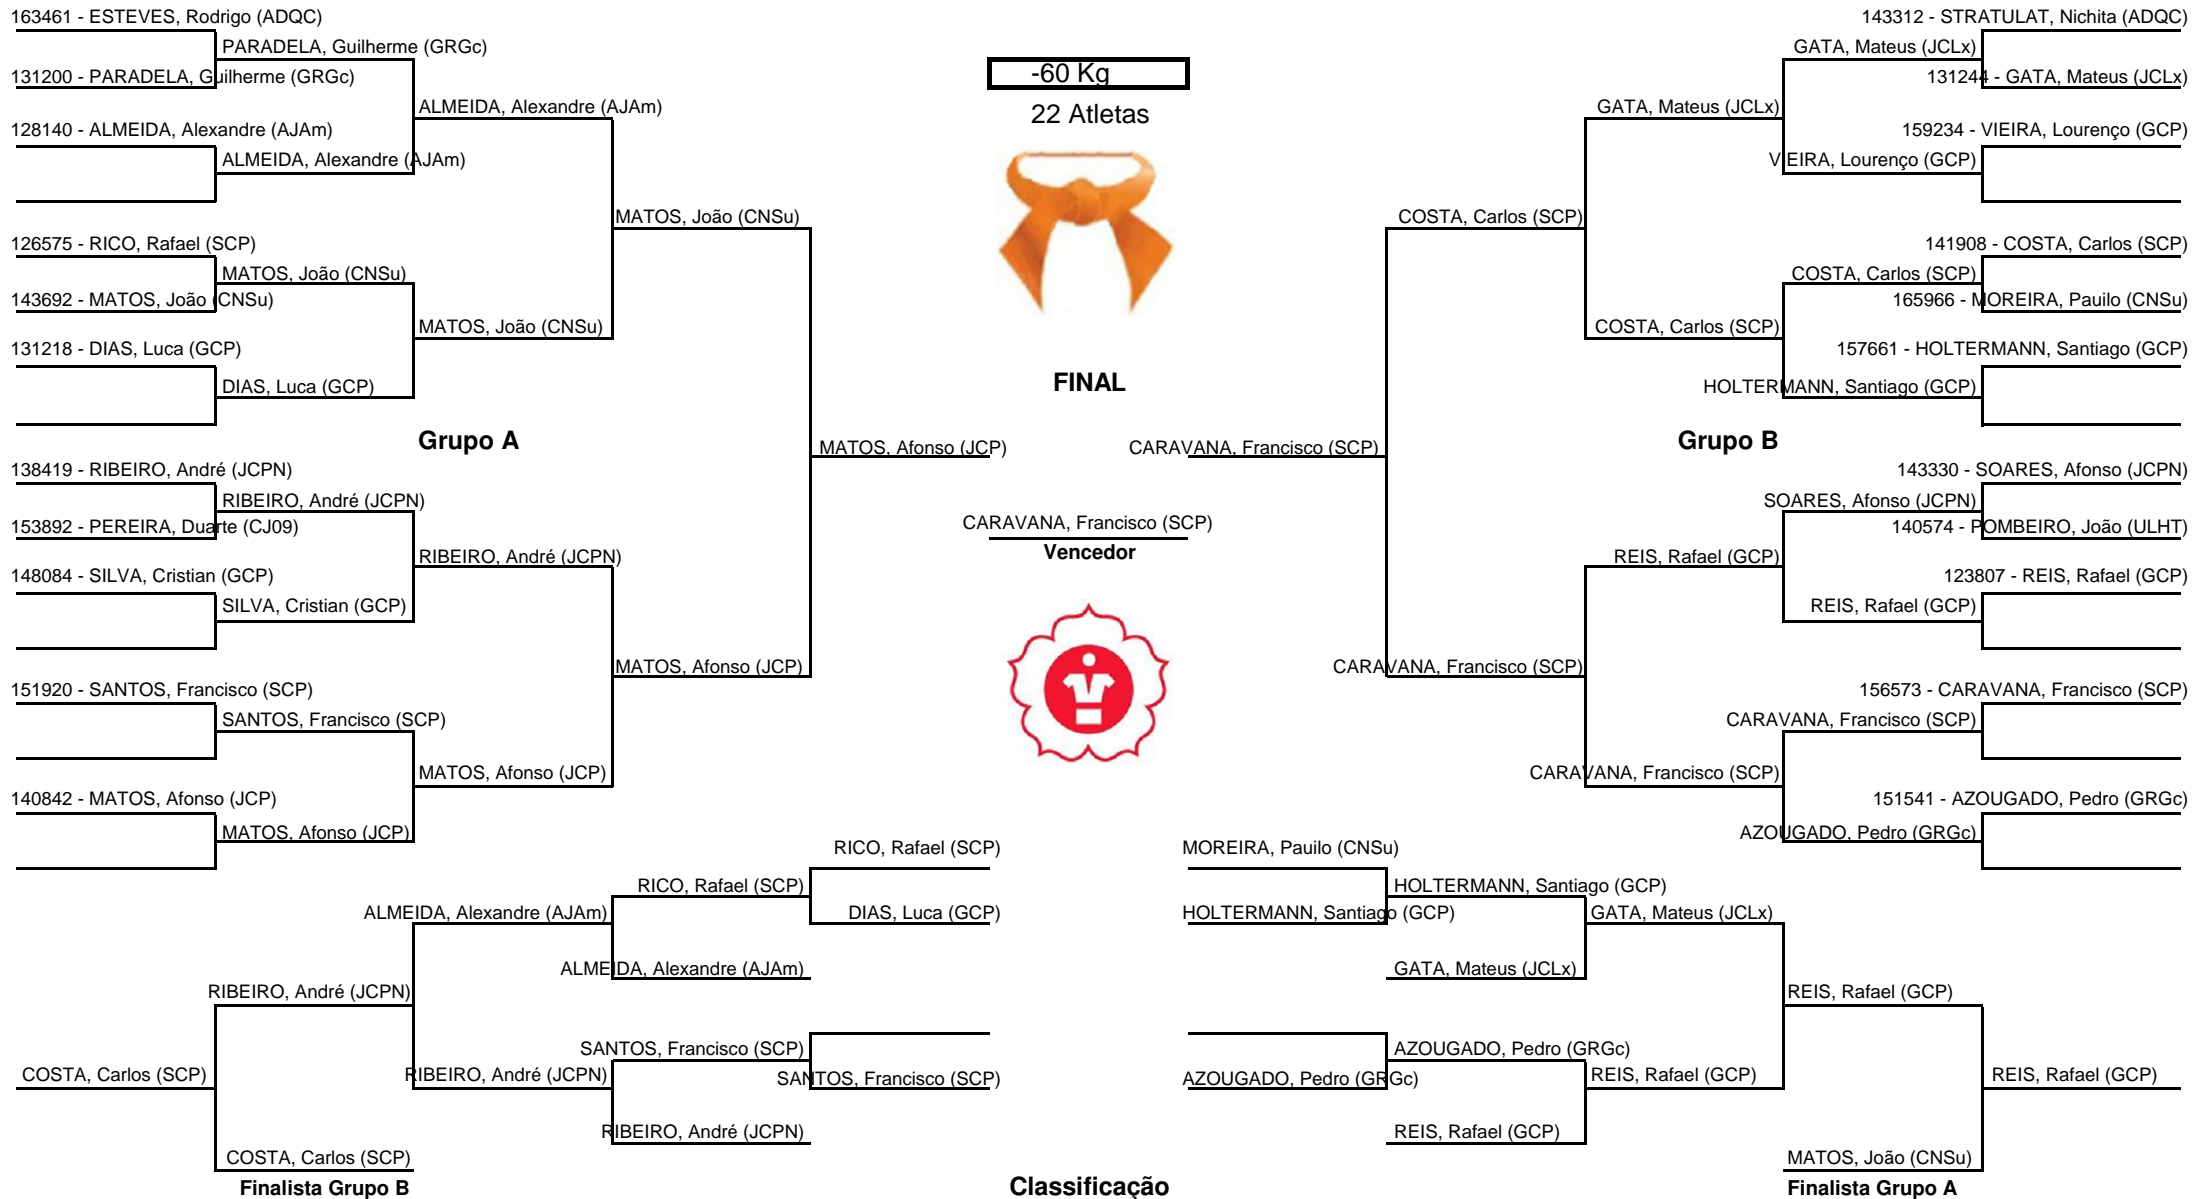 163461 - ESTEVES, Rodrigo (ADQC)
PARADELA, Guilherme (GRGc)
131200 - PARADELA, Guilherme (GRGc)
ALMEIDA, Alexandre (AJAm)
128140 - ALMEIDA, Alexandre (AJAm)
ALMEIDA, Alexandre (AJAm)
MATOS, João (CNSu)
126575 - RICO, Rafael (SCP)
MATOS, João (CNSu)
143692 - MATOS, João (CNSu)
MATOS, João (CNSu)
131218 - DIAS, Luca (GCP)
DIAS, Luca (GCP)
Grupo A
MATOS, Afonso (JCP)
138419 - RIBEIRO, André (JCPN)
RIBEIRO, André (JCPN)
153892 - PEREIRA, Duarte (CJ09)
RIBEIRO, André (JCPN)
148084 - SILVA, Cristian (GCP)
SILVA, Cristian (GCP)
MATOS, Afonso (JCP)
151920 - SANTOS, Francisco (SCP)
SANTOS, Francisco (SCP)
MATOS, Afonso (JCP)
140842 - MATOS, Afonso (JCP)
MATOS, Afonso (JCP)
-60 Kg
22 Atletas
FINAL
CARAVANA, Francisco (SCP)
Vencedor
143312 - STRATULAT, Nichita (ADQC)
GATA, Mateus (JCLx)
131244 - GATA, Mateus (JCLx)
GATA, Mateus (JCLx)
159234 - VIEIRA, Lourenço (GCP)
VIEIRA, Lourenço (GCP)
COSTA, Carlos (SCP)
141908 - COSTA, Carlos (SCP)
COSTA, Carlos (SCP)
165966 - MOREIRA, Pauilo (CNSu)
COSTA, Carlos (SCP)
157661 - HOLTERMANN, Santiago (GCP)
HOLTERMANN, Santiago (GCP)
Grupo B
CARAVANA, Francisco (SCP)
143330 - SOARES, Afonso (JCPN)
SOARES, Afonso (JCPN)
140574 - POMBEIRO, João (ULHT)
REIS, Rafael (GCP)
123807 - REIS, Rafael (GCP)
REIS, Rafael (GCP)
CARAVANA, Francisco (SCP)
156573 - CARAVANA, Francisco (SCP)
CARAVANA, Francisco (SCP)
CARAVANA, Francisco (SCP)
151541 - AZOUGADO, Pedro (GRGc)
AZOUGADO, Pedro (GRGc)
RICO, Rafael (SCP)
RICO, Rafael (SCP)
ALMEIDA, Alexandre (AJAm)
DIAS, Luca (GCP)
ALMEIDA, Alexandre (AJAm)
RIBEIRO, André (JCPN)
SANTOS, Francisco (SCP)
COSTA, Carlos (SCP)
RIBEIRO, André (JCPN)
SANTOS, Francisco (SCP)
RIBEIRO, André (JCPN)
COSTA, Carlos (SCP)
Finalista Grupo B
MOREIRA, Pauilo (CNSu)
HOLTERMANN, Santiago (GCP)
HOLTERMANN, Santiago (GCP)
GATA, Mateus (JCLx)
GATA, Mateus (JCLx)
REIS, Rafael (GCP)
AZOUGADO, Pedro (GRGc)
AZOUGADO, Pedro (GRGc)
REIS, Rafael (GCP)
REIS, Rafael (GCP)
REIS, Rafael (GCP)
MATOS, João (CNSu)
Finalista Grupo A
Classificação